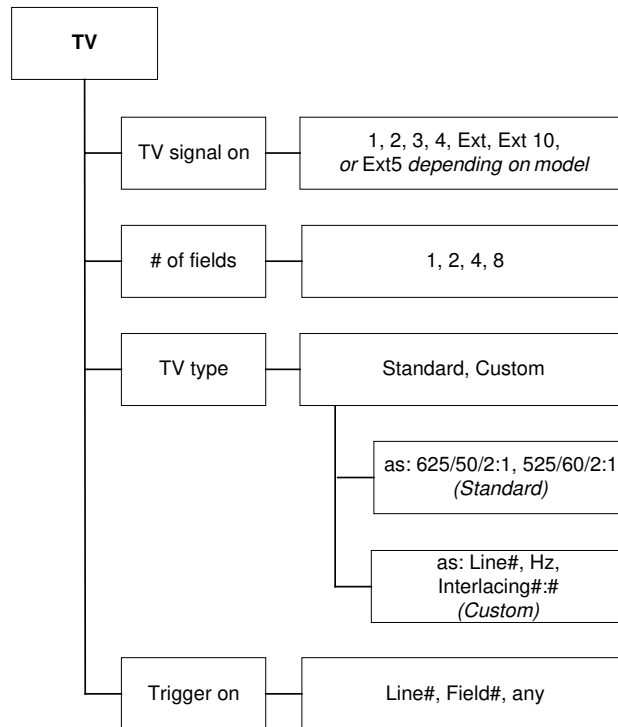 TV
TV signal on
1, 2, 3, 4, Ext, Ext 10,
or Ext5 depending on model
# of fields
1, 2, 4, 8
TV type
Standard, Custom
as: 625/50/2:1, 525/60/2:1
(Standard)
as: Line#, Hz,
Interlacing#:#
(Custom)
Trigger on
Line#, Field#, any